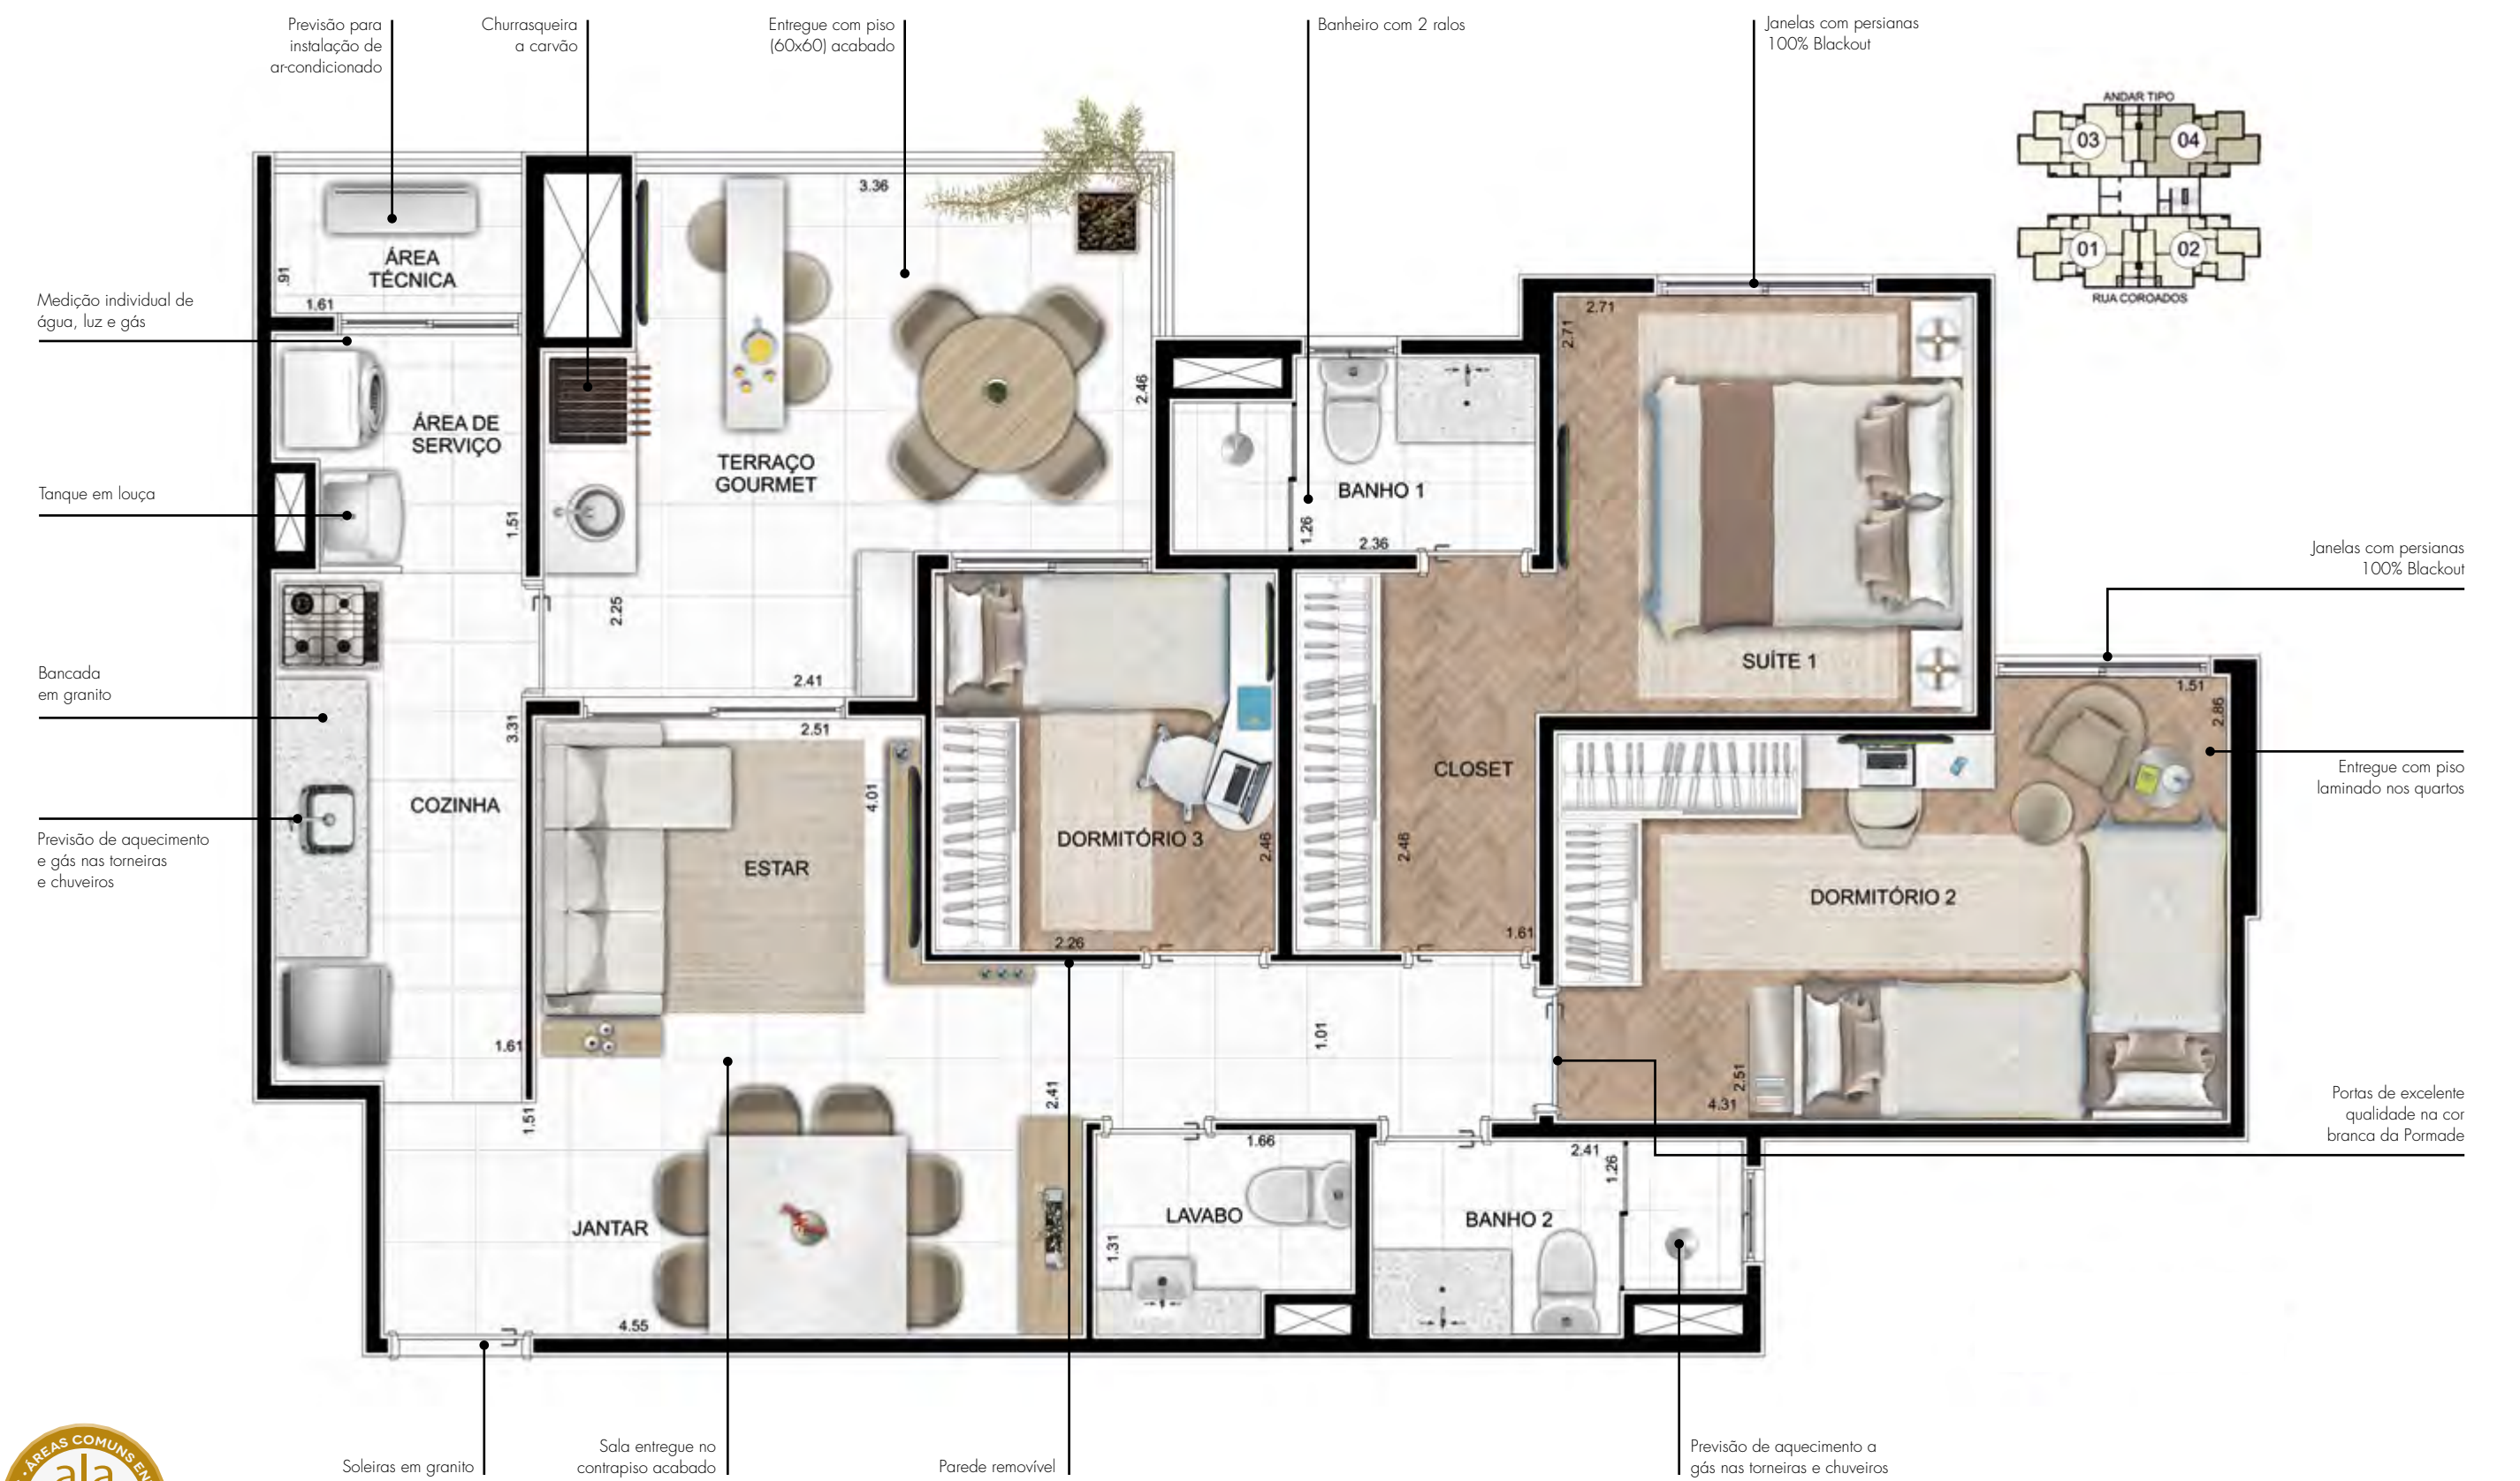 Previsão para
instalação de
ar-condicionado
Churrasqueira
a carvão
Entregue com piso
(60x60) acabado
Banheiro com 2 ralos
Janelas com persianas
100% Blackout
ANDAR TIPO
03
04
01
02
RUA COROADOS
3.36
ÁREA
TÉCNICA
.91
1.61
Medição individual de
água, luz e gás
ÁREA DE
SERVIÇO
1.51
Tanque em louça
TERRAÇO
GOURMET
2.46
2.25
2.41
BANHO 1
1.26
2.36
2.71
2.71
SUÍTE 1
Janelas com persianas
100% Blackout
1.51
2.86
Bancada
em granito
3.31
COZINHA
1.61
Previsão de aquecimento
e gás nas torneiras
e chuveiros
2.51
4.01
ESTAR
DORMITÓRIO 3
2.46
2.26
CLOSET
2.46
1.61
Entregue com piso
laminado nos quartos
DORMITÓRIO 2
2.51
4.31
1.01
2.41
1.51
Portas de excelente
qualidade na cor
branca da Pormade
JANTAR
4.55
1.66
LAVABO
1.31
2.41
1.26
BANHO 2
Soleiras em granito
Sala entregue no
contrapiso acabado
Parede removível
Previsão de aquecimento a
gás nas torneiras e chuveiros
ÁREAS COMUNS
ala